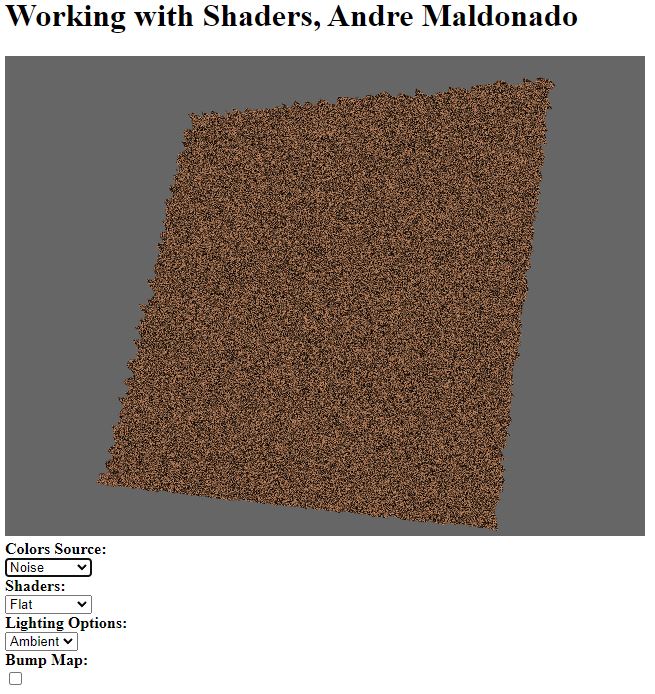 Working with Shaders, Andre Maldonado
Colors Source:
Noise
Shaders:
Flat
Lighting Options:
Ambient
Bump Map: